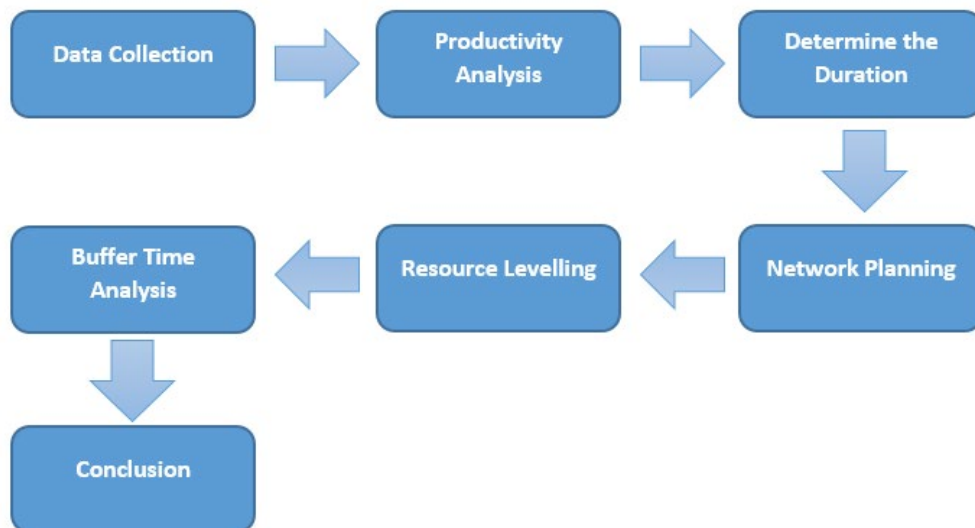 Data Collection
Productivity
Analysis
Determine the
Duration
Network Planning
Resource Levelling
Buffer Time
Analysis
Conclusion